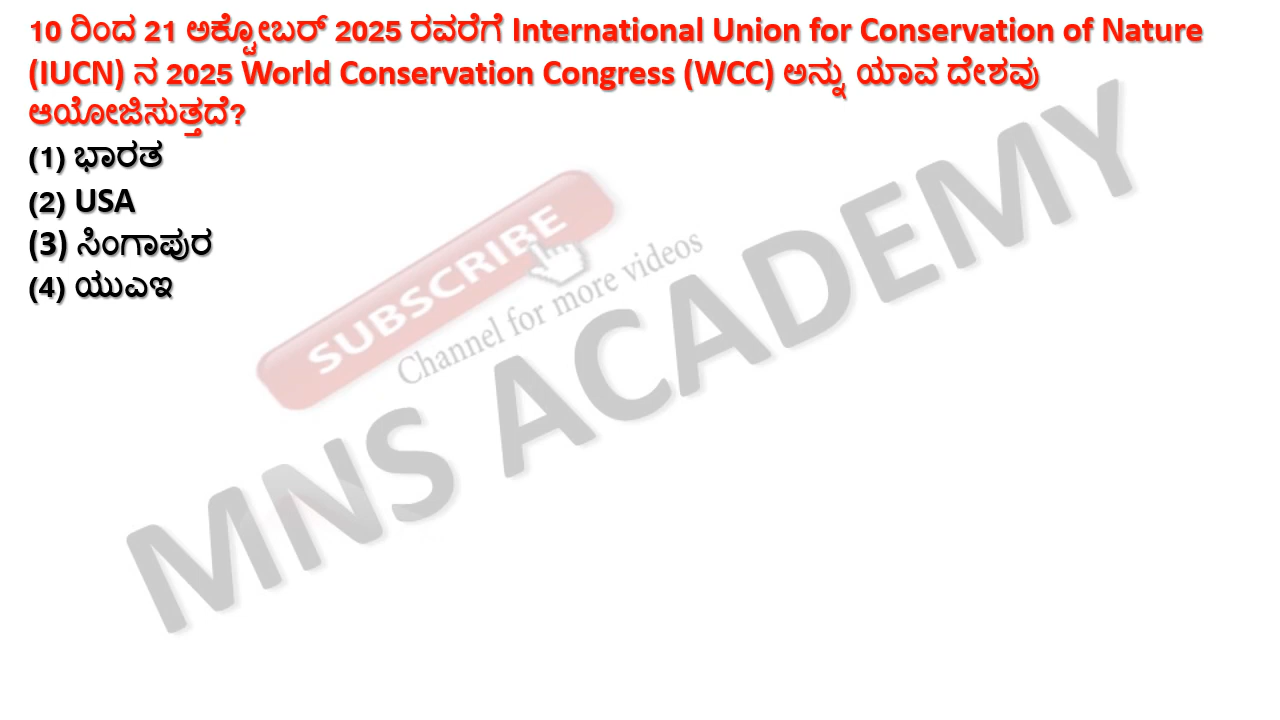 10 ರಿಂದ 21 ಅಕ್ಟೋಬರ್ 2025 ರವರೆಗೆ International Union for Conservation of Nature
(IUCN) ನ 2025 World Conservation Congress (WCC) ಅನ್ನು ಯಾವ ದೇಶವು
ಆಯೋಜಿಸುತ್ತದೆ?
(1) ಭಾರತ
(2) USA
(3) ಸಿಂಗಾಪುರ
(4) ಯುಎಇ
SUBSCRIBE
Channel for more videos
MNS ACADEMY